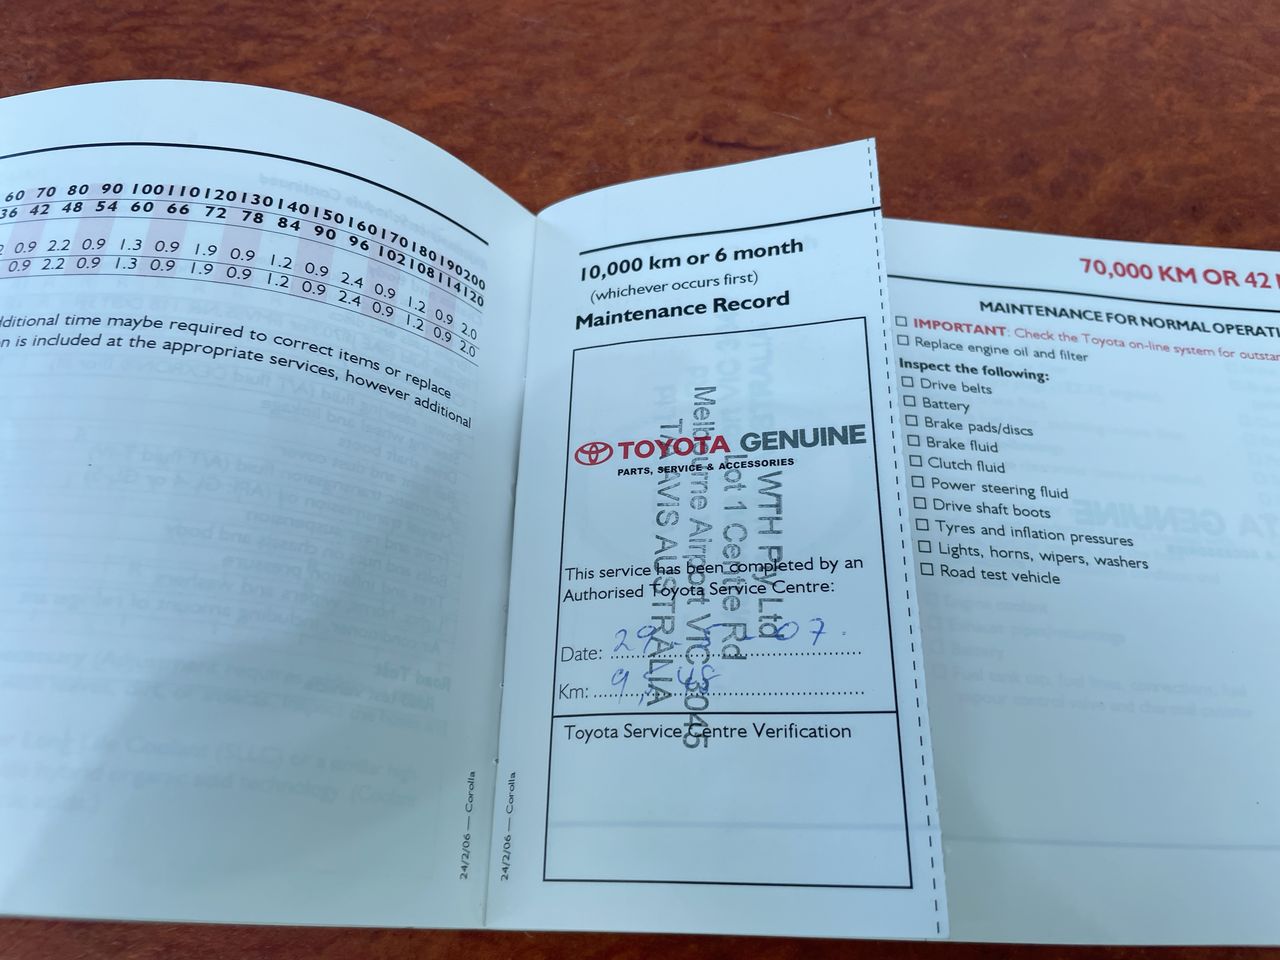 60 70 80 90 100 110 120 130 140 150 160 170 180 190 200
36 42 48 54 60 66 72 78 84 90 96 102 108 114 120
0.9 2.2 0.9 1.3 0.9 1.9 0.9 1.2 0.9 2.4 0.9 1.2 0.9 2.0
0.9 2.2 0.9 1.3 0.9 1.9 0.9 1.2 0.9 2.4 0.9 1.2 0.9 2.0
dditional time maybe required to correct items or replace
n is included at the appropriate services, however additional
24/2/06 — Corolla
24/2/06 — Corolla
10,000 km or 6 month
(whichever occurs first)
Maintenance Record
TOYOTA GENUINE
PARTS, SERVICE & ACCESSORIES
WTH Pty Ltd
Lot 1 Centre Rd
Melbourne Airport VIC 3045
T/A AVIS AUSTRALIA
This service has been completed by an
Authorised Toyota Service Centre:
Date: 29-5-07.
Km:
Toyota Service Centre Verification
70,000 KM OR 42
MAINTENANCE FOR NORMAL OPERATI
IMPORTANT: Check the Toyota on-line system for outstan
Replace engine oil and filter
Inspect the following:
Drive belts
Battery
Brake pads/discs
Brake fluid
Clutch fluid
Power steering fluid
Drive shaft boots
Tyres and inflation pressures
Lights, horns, wipers, washers
Road test vehicle